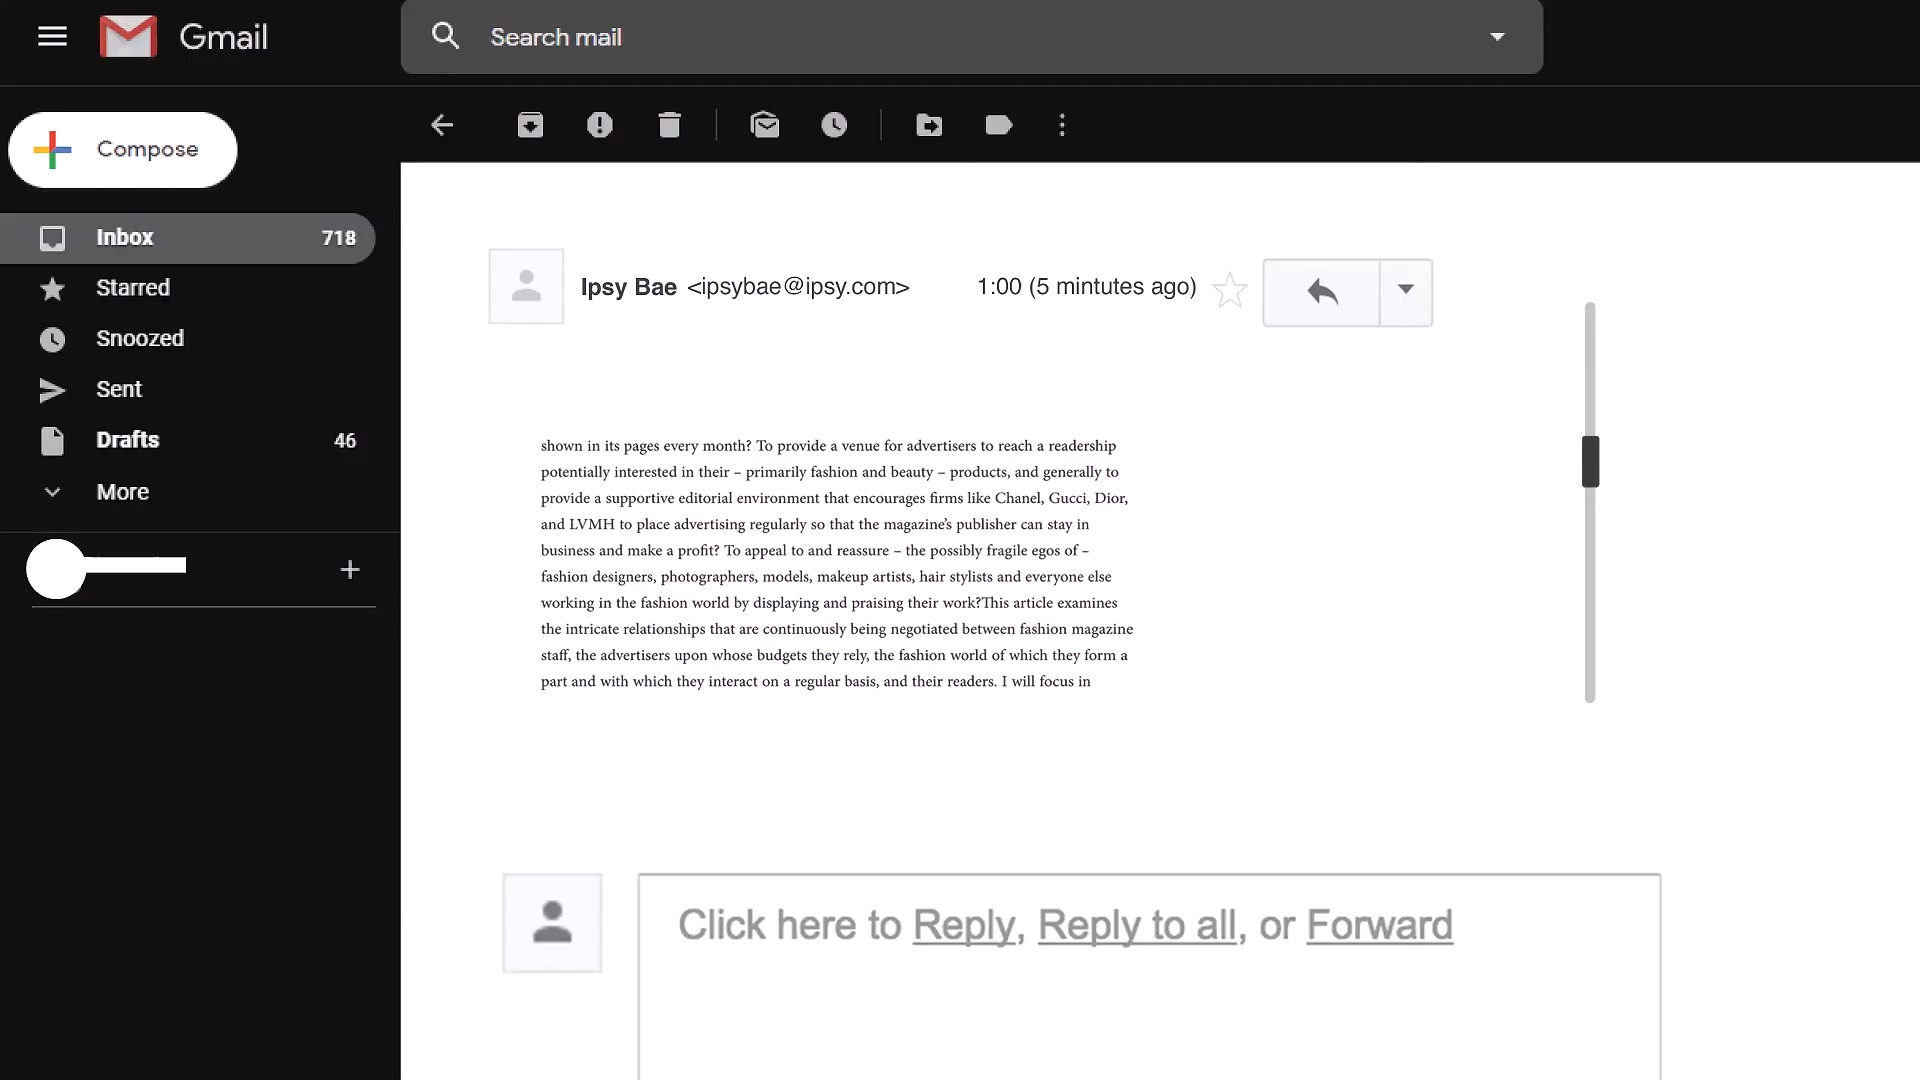 Gmail
Search mail
Compose
Inbox 718
Starred
Snoozed
Sent
Drafts 46
More
Ipsy Bae <ipsybae@ipsy.com> 1:00 (5 mintutes ago)
shown in its pages every month? To provide a venue for advertisers to reach a readership
potentially interested in their – primarily fashion and beauty – products, and generally to
provide a supportive editorial environment that encourages firms like Chanel, Gucci, Dior,
and LVMH to place advertising regularly so that the magazine’s publisher can stay in
business and make a profit? To appeal to and reassure – the possibly fragile egos of –
fashion designers, photographers, models, makeup artists, hair stylists and everyone else
working in the fashion world by displaying and praising their work?This article examines
the intricate relationships that are continuously being negotiated between fashion magazine
staff, the advertisers upon whose budgets they rely, the fashion world of which they form a
part and with which they interact on a regular basis, and their readers. I will focus in
Click here to Reply, Reply to all, or Forward